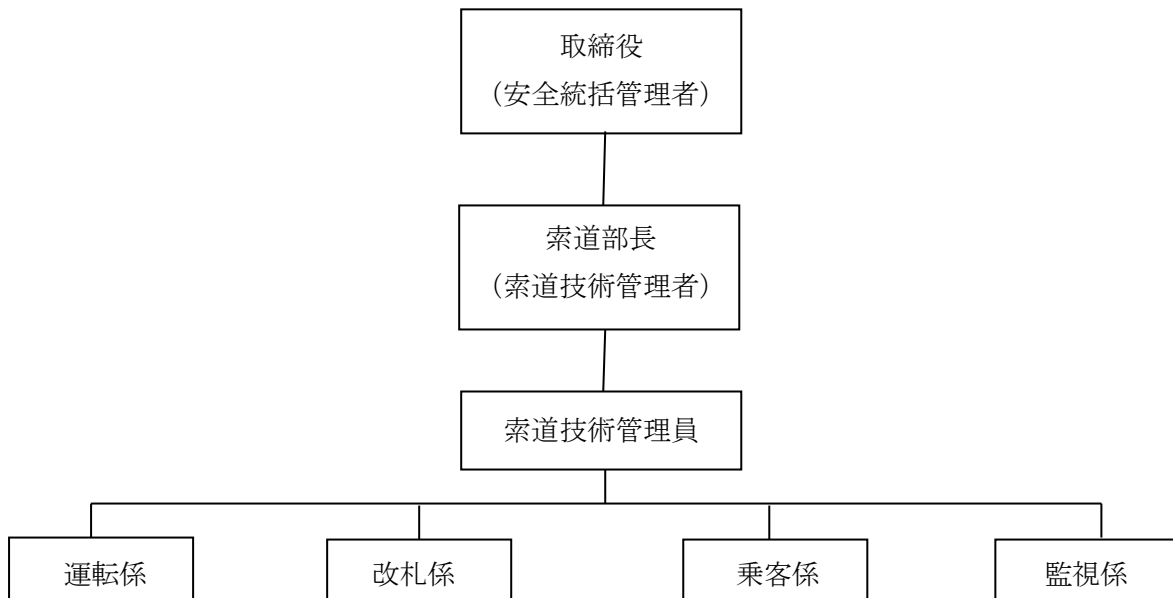 取締役
（安全統括管理者）
索道部長
（索道技術管理者）
索道技術管理員
運転係
改札係
乗客係
監視係